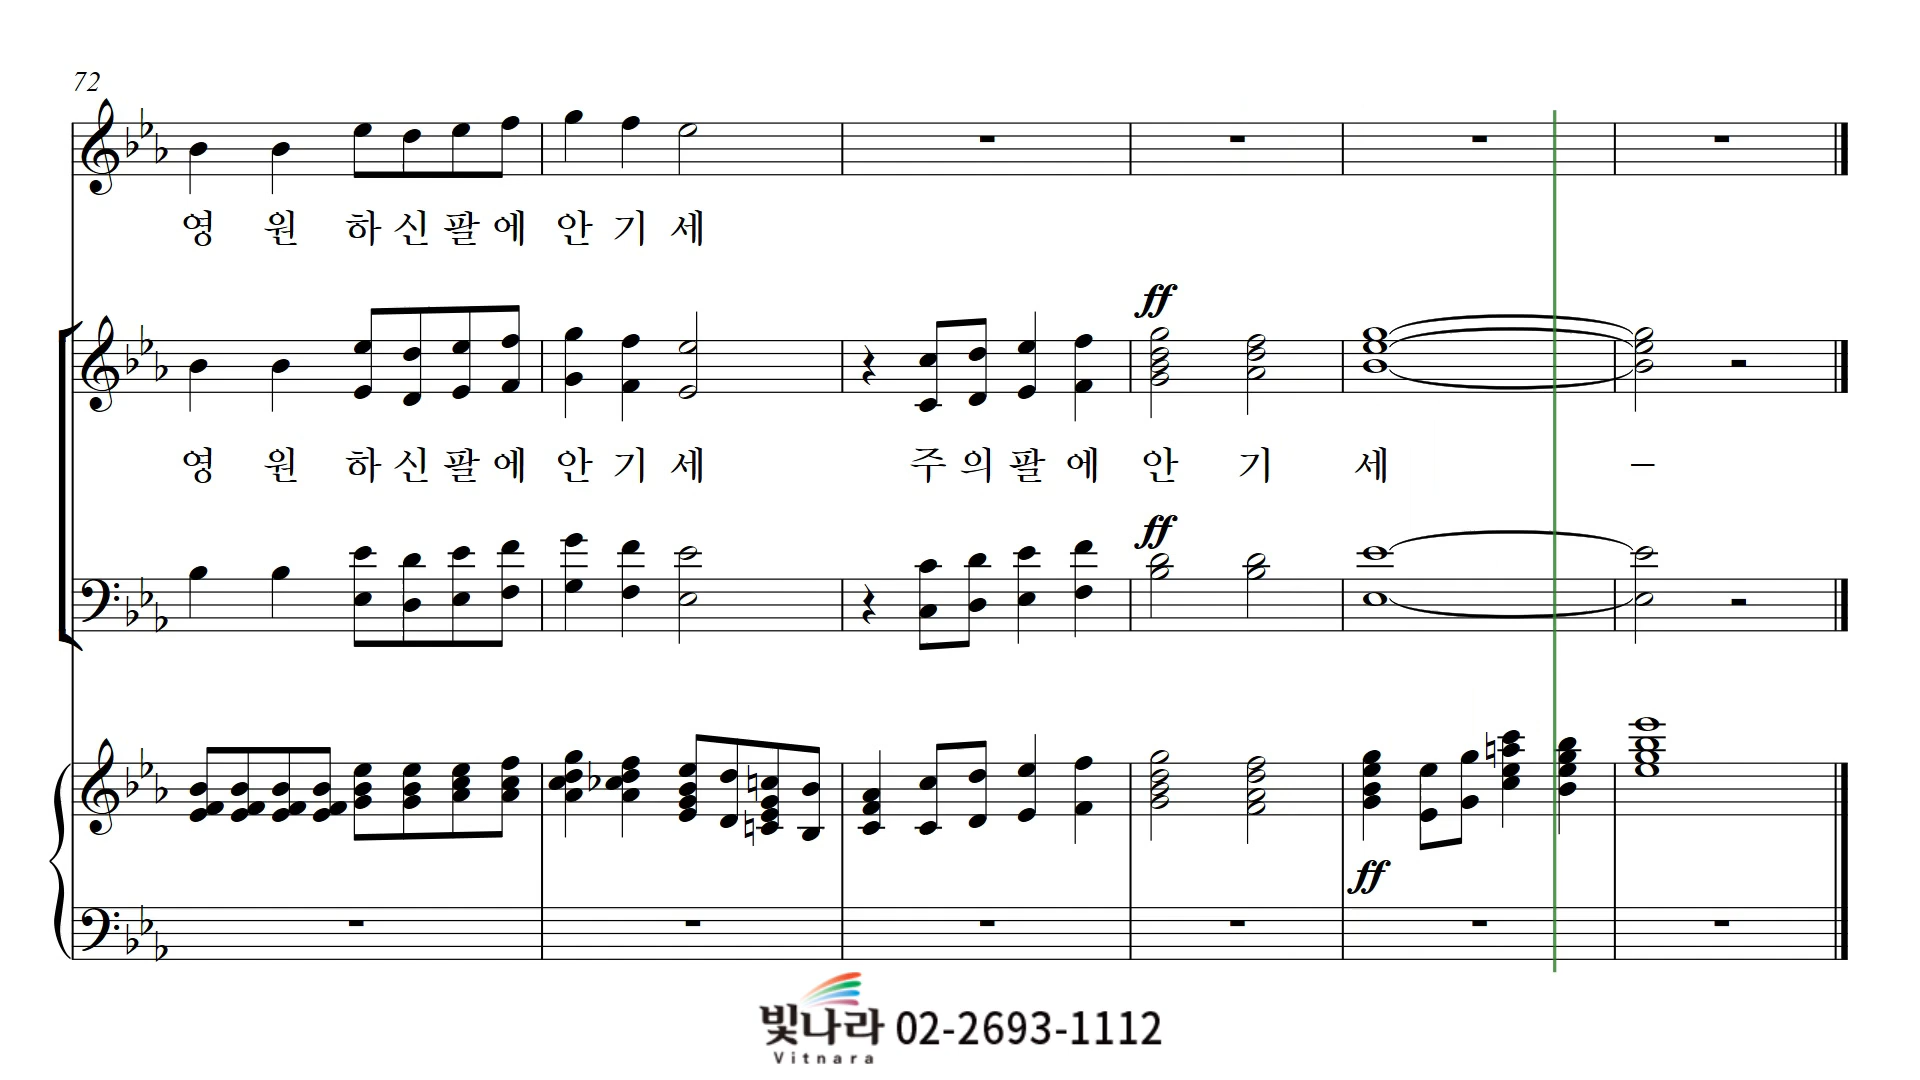 72
영 원 하 신 팔 에 안 기 세
ff
영 원 하 신 팔 에 안 기 세 주 의 팔 에 안 기 세 –
ff
ff
빛나라 02-2693-1112
Vitnara